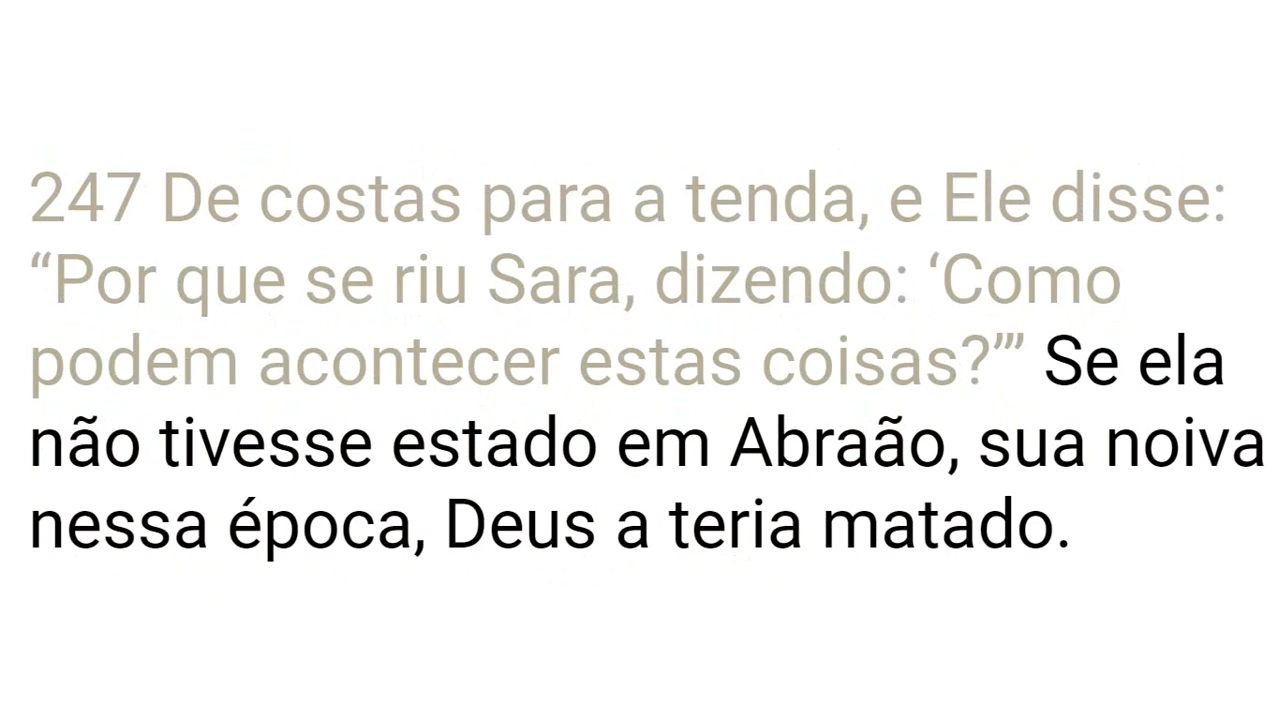 247 De costas para a tenda, e Ele disse:
“Por que se riu Sara, dizendo: ‘Como
podem acontecer estas coisas?’” Se ela
não tivesse estado em Abraão, sua noiva
nessa época, Deus a teria matado.